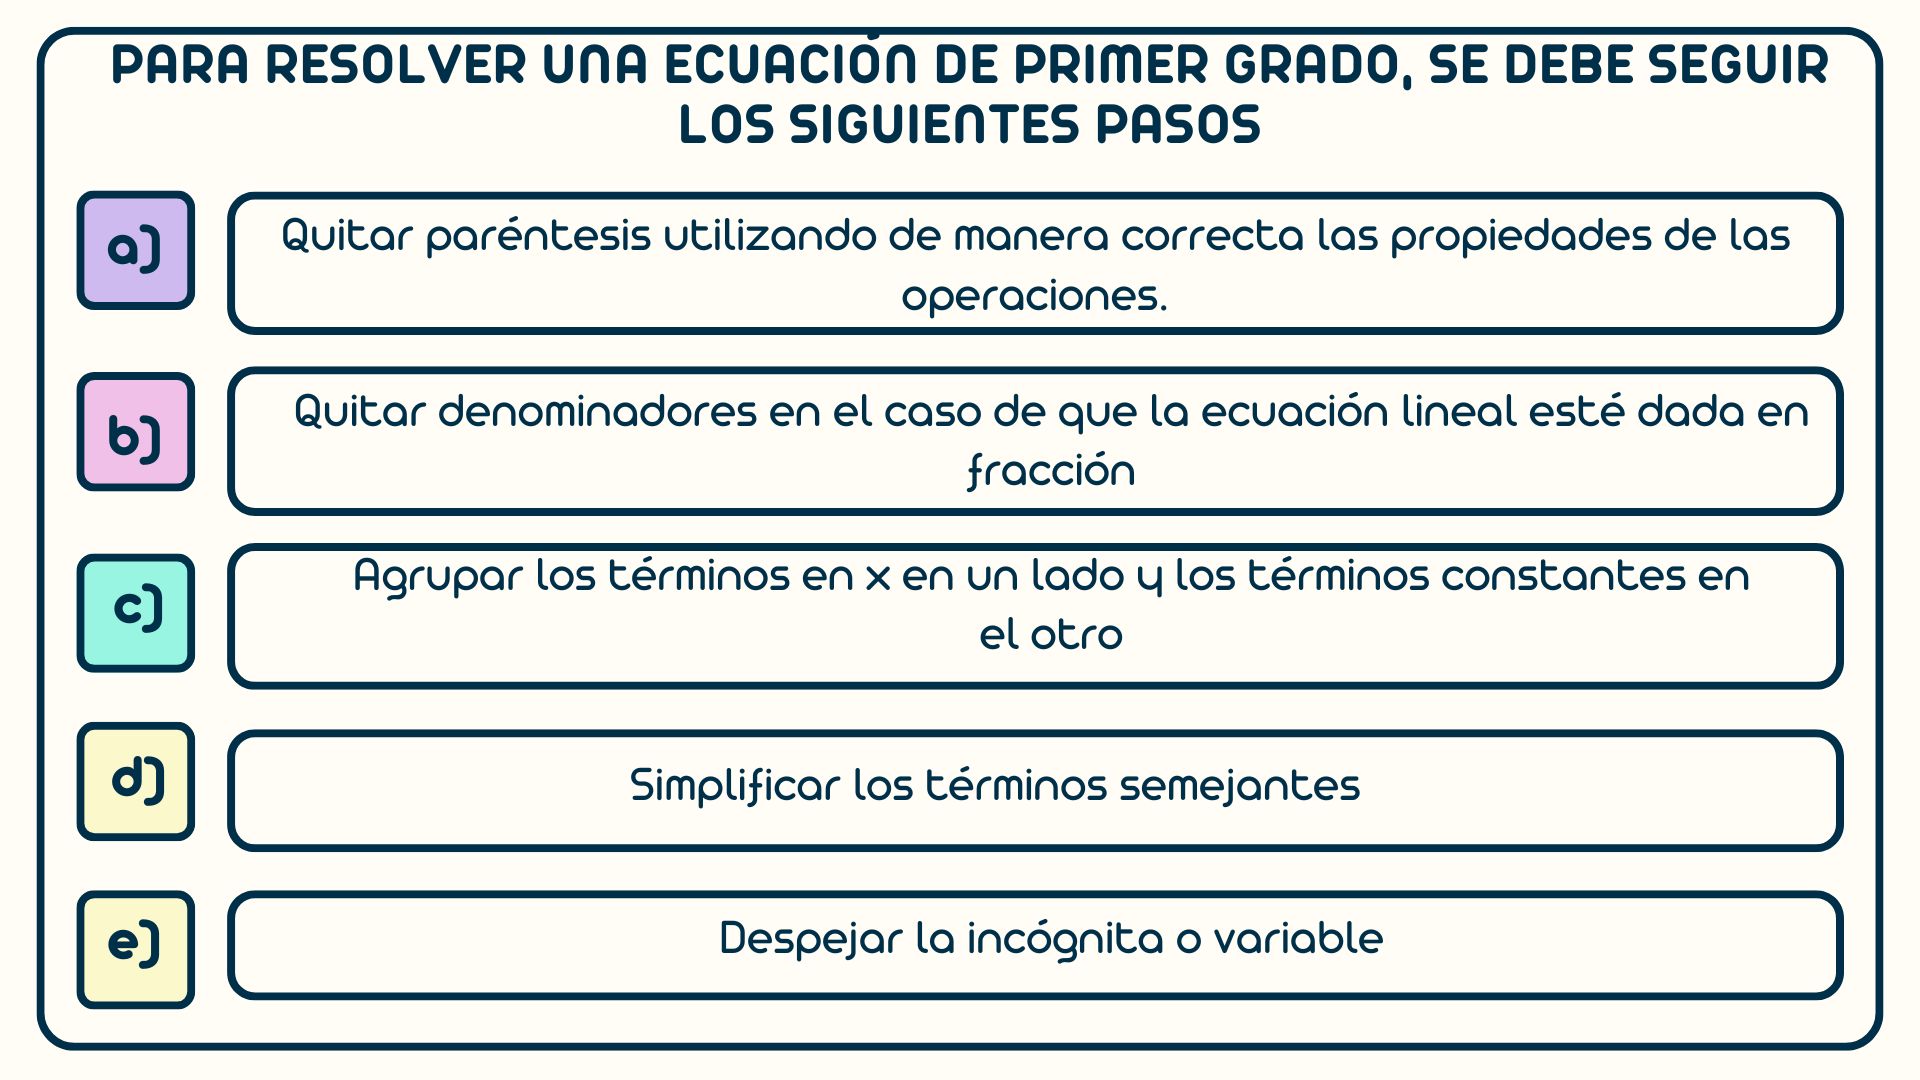 PARA RESOLVER UNA ECUACIÓN DE PRIMER GRADO, SE DEBE SEGUIR
LOS SIGUIENTES PASOS
a)
Quitar paréntesis utilizando de manera correcta las propiedades de las
operaciones.
b)
Quitar denominadores en el caso de que la ecuación lineal esté dada en
fracción
c)
Agrupar los términos en x en un lado y los términos constantes en
el otro
d)
Simplificar los términos semejantes
e)
Despejar la incógnita o variable